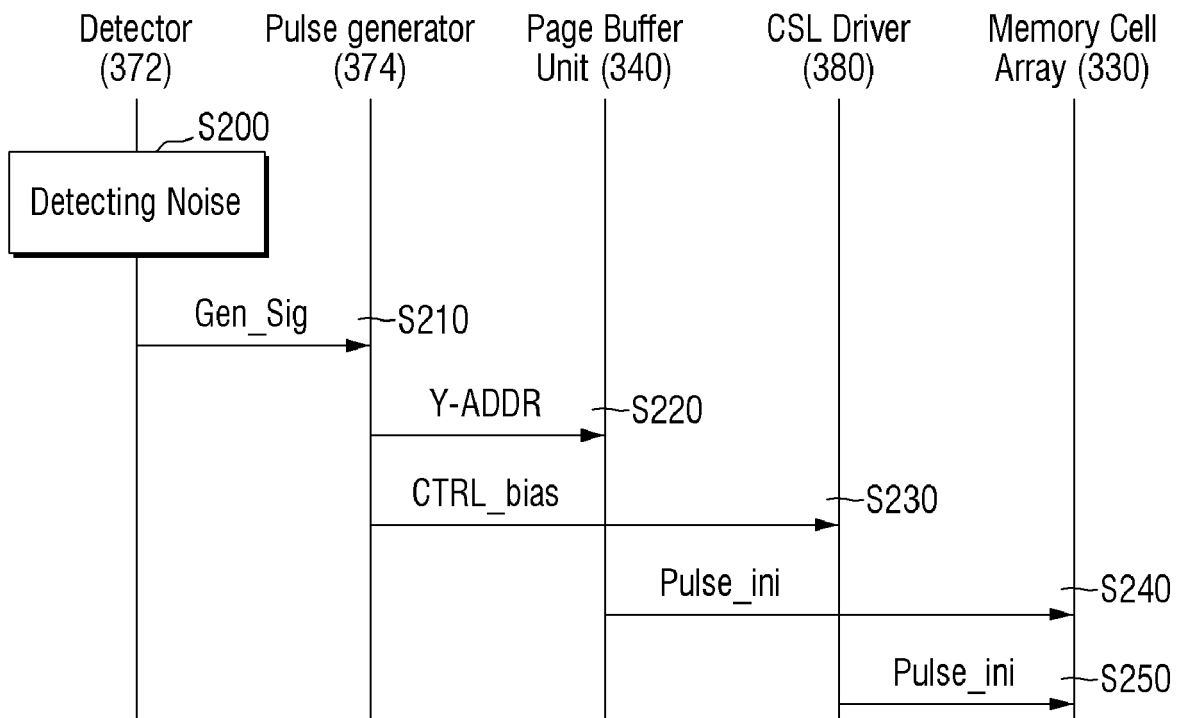 Detector
(372)
Pulse generator
(374)
Page Buffer
Unit (340)
CSL Driver
(380)
Memory Cell
Array (330)
S200
Detecting Noise
Gen_Sig
S210
Y-ADDR
S220
CTRL_bias
S230
Pulse_ini
S240
Pulse_ini
S250